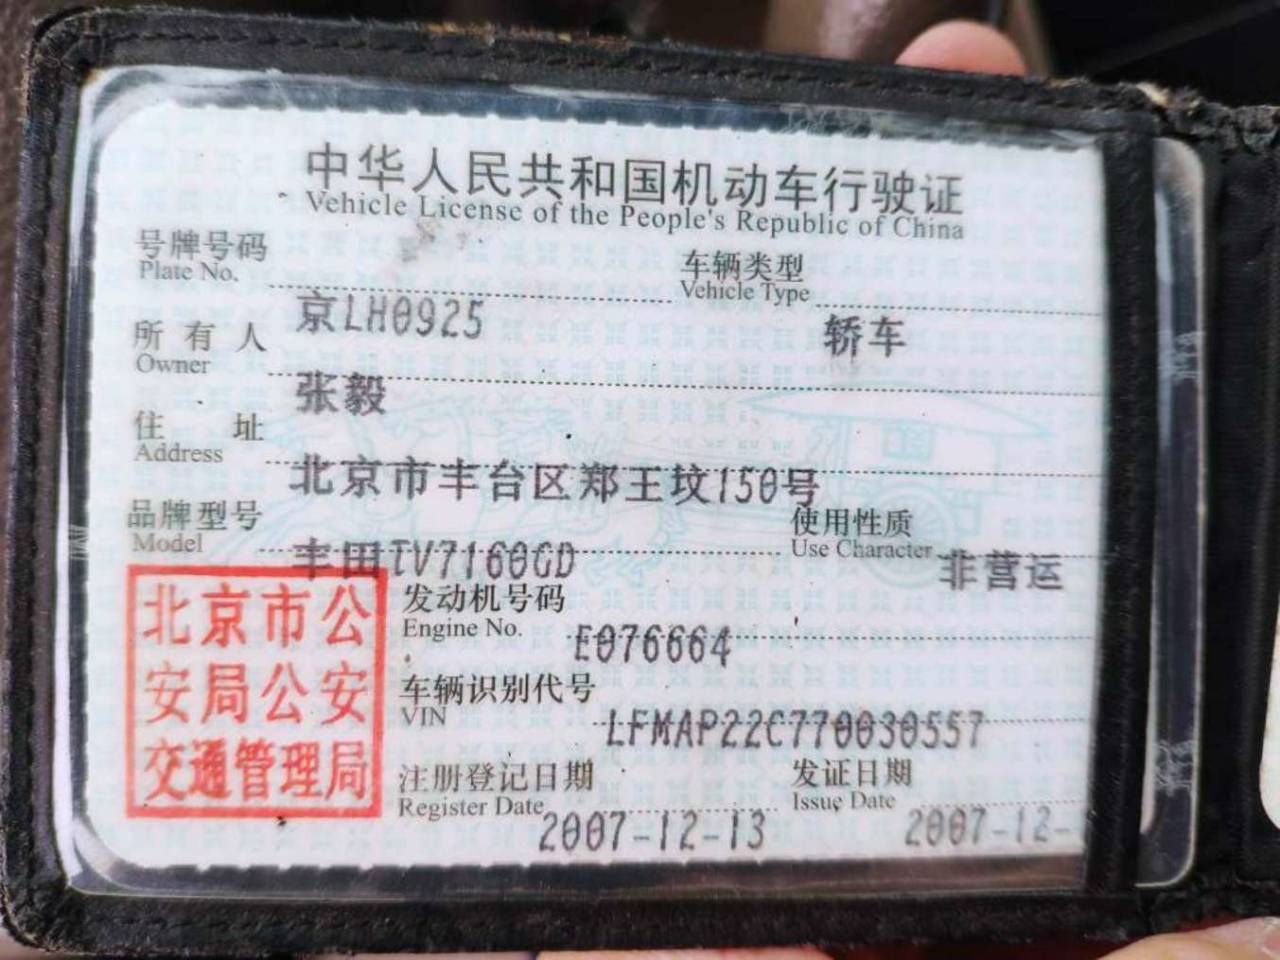 中华人民共和国机动车行驶证
Vehicle License of the People's Republic of China
号牌号码
Plate No.
京LH0925
车辆类型
Vehicle Type
轿车
所有人
Owner
张毅
住址
Address
北京市丰台区郑王坟150号
品牌型号
Model
丰田TV7160GD
使用性质
Use Character
非营运
北京市公
安局公安
交通管理局
发动机号码
Engine No.
E076664
车辆识别代号
VIN
LFMAP22C770030557
注册登记日期
Register Date
2007-12-13
发证日期
Issue Date
2007-12-